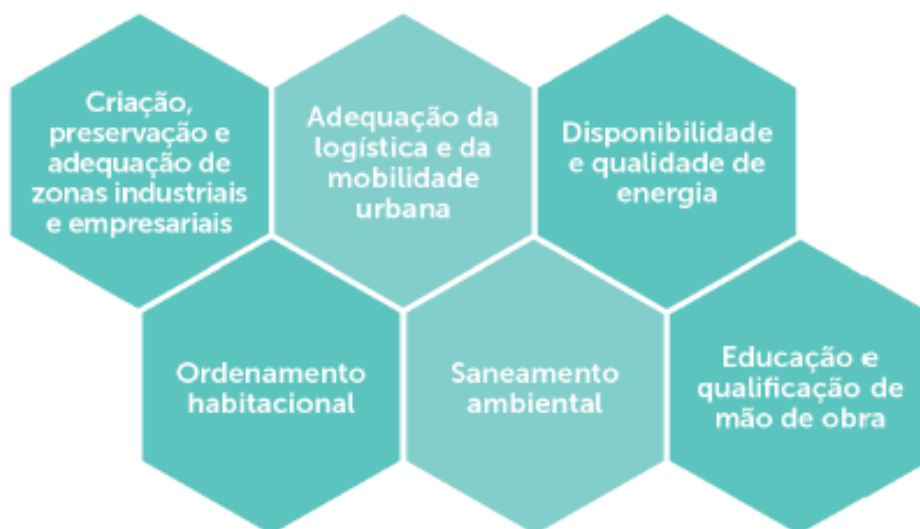 Criação,
preservação e
adequação de
zonas industriais
e empresariais
Adequação da
logística e da
mobilidade
urbana
Disponibilidade
e qualidade de
energia
Ordenamento
habitacional
Saneamento
ambiental
Educação e
qualificação de
mão de obra